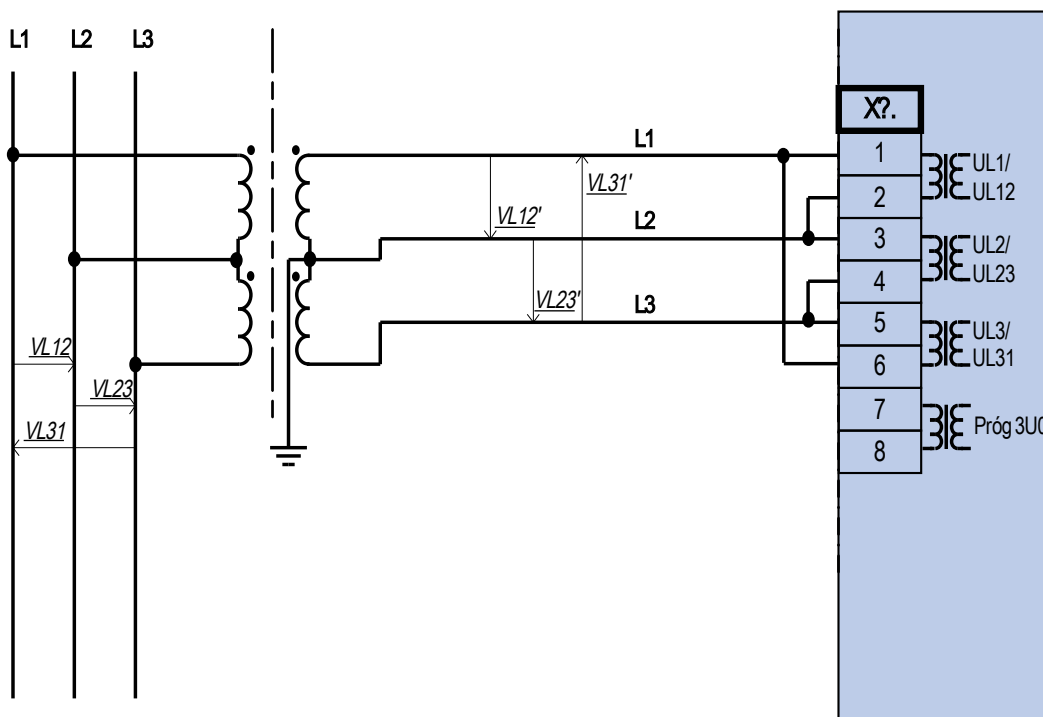 L1 L2 L3
X?.
L1
1
UL1/
UL12
VL31'
2
VL12'
L2
3
UL2/
UL23
4
VL23'
L3
5
UL3/
UL31
VL12
6
VL23
7
Próg 3U0
VL31
8